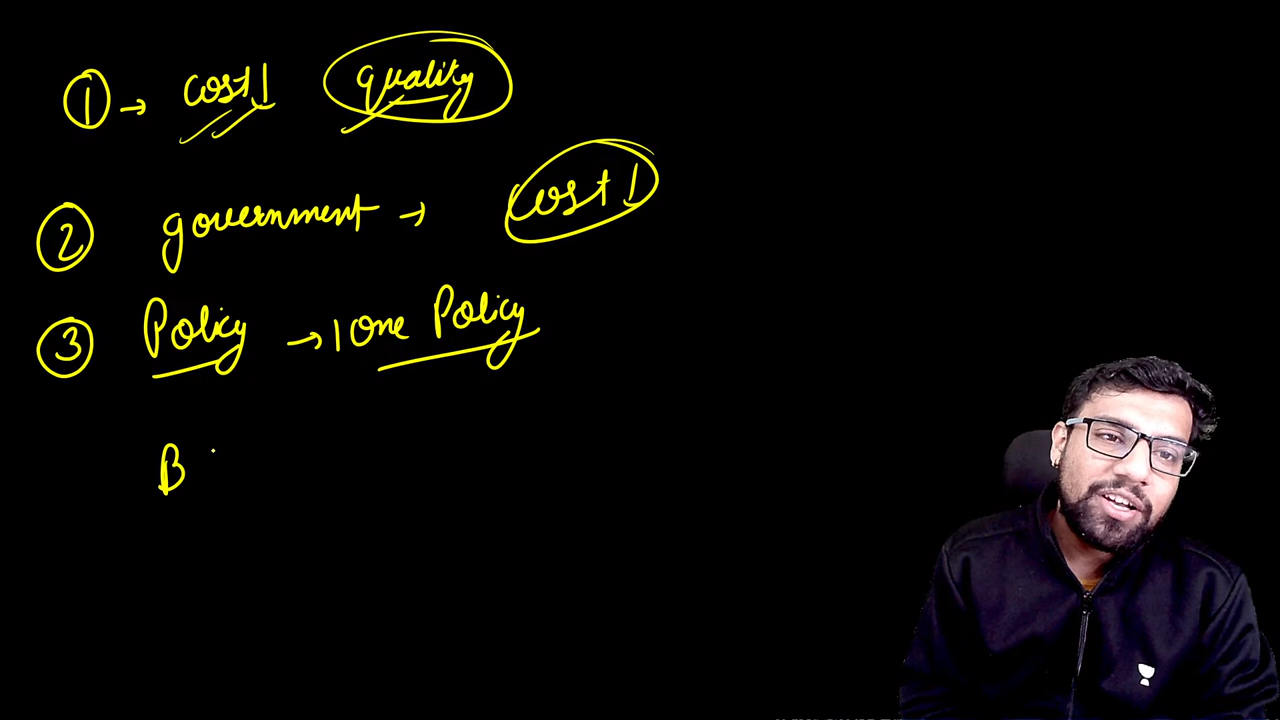 ① → cost↓ quality
② government → cost↓
③ Policy → 1 One Policy
B